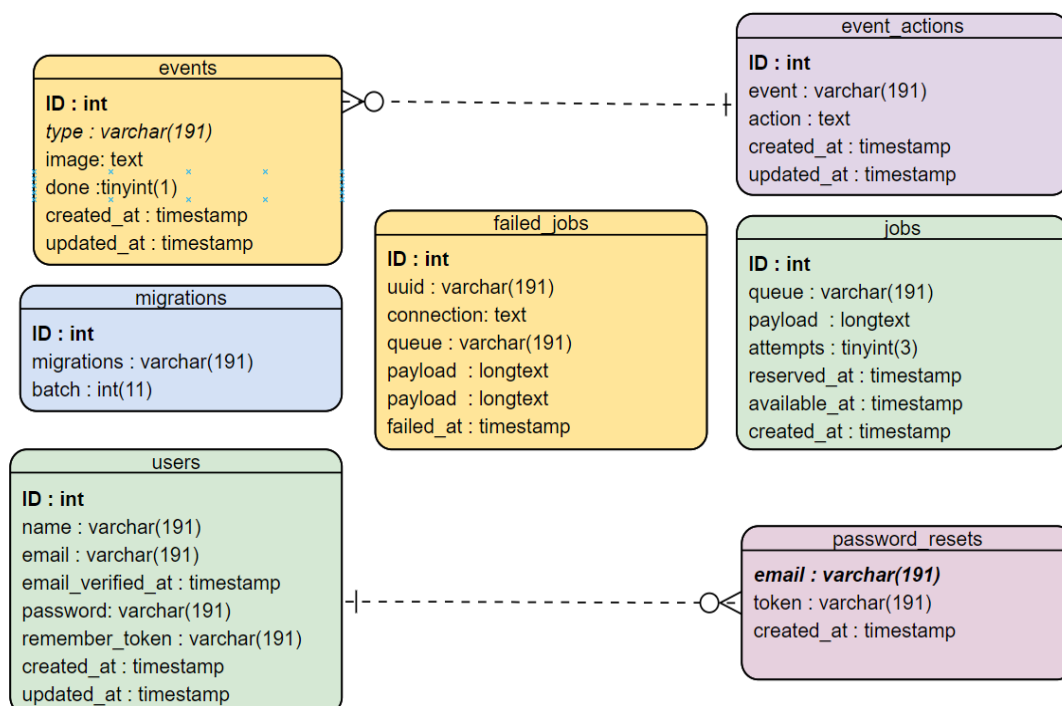 events
ID : int
type : varchar(191)
image: text
done :tinyint(1)
created_at : timestamp
updated_at : timestamp
event_actions
ID : int
event : varchar(191)
action : text
created_at : timestamp
updated_at : timestamp
migrations
ID : int
migrations : varchar(191)
batch : int(11)
failed_jobs
ID : int
uuid : varchar(191)
connection: text
queue : varchar(191)
payload : longtext
payload : longtext
failed_at : timestamp
jobs
ID : int
queue : varchar(191)
payload : longtext
attempts : tinyint(3)
reserved_at : timestamp
available_at : timestamp
created_at : timestamp
users
ID : int
name : varchar(191)
email : varchar(191)
email_verified_at : timestamp
password: varchar(191)
remember_token : varchar(191)
created_at : timestamp
updated_at : timestamp
password_resets
email : varchar(191)
token : varchar(191)
created_at : timestamp